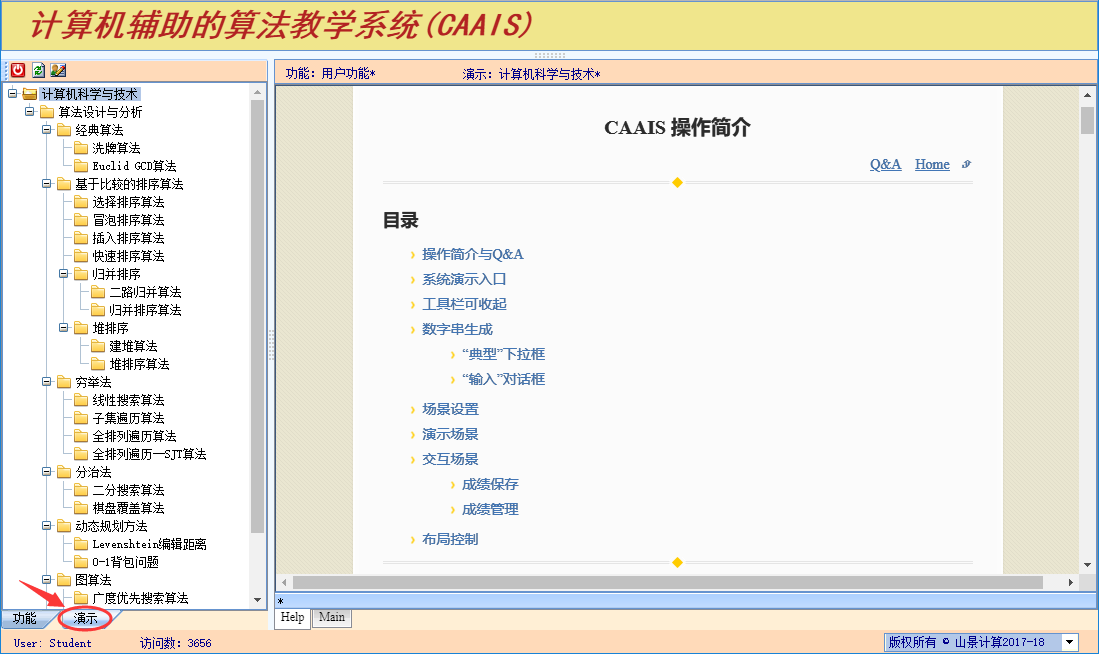 计算机辅助的算法教学系统(CAAIS)
功能: 用户功能*
演示: 计算机科学与技术*
计算机科学与技术
算法设计与分析
经典算法
洗牌算法
Euclid GCD算法
基于比较的排序算法
选择排序算法
冒泡排序算法
插入排序算法
快速排序算法
归并排序
二路归并算法
归并排序算法
堆排序
建堆算法
堆排序算法
穷举法
线性搜索算法
子集遍历算法
全排列遍历算法
全排列遍历—SJT算法
分治法
二分搜索算法
棋盘覆盖算法
动态规划方法
Levenshtein编辑距离
0-1背包问题
图算法
广度优先搜索算法
功能
演示
CAAIS 操作简介
Q&A Home
目录
操作简介与Q&A
系统演示入口
工具栏可收起
数字串生成
“典型”下拉框
“输入”对话框
场景设置
演示场景
交互场景
成绩保存
成绩管理
布局控制
*
Help
Main
User: Student
访问数: 3656
版权所有 © 山景计算2017-18